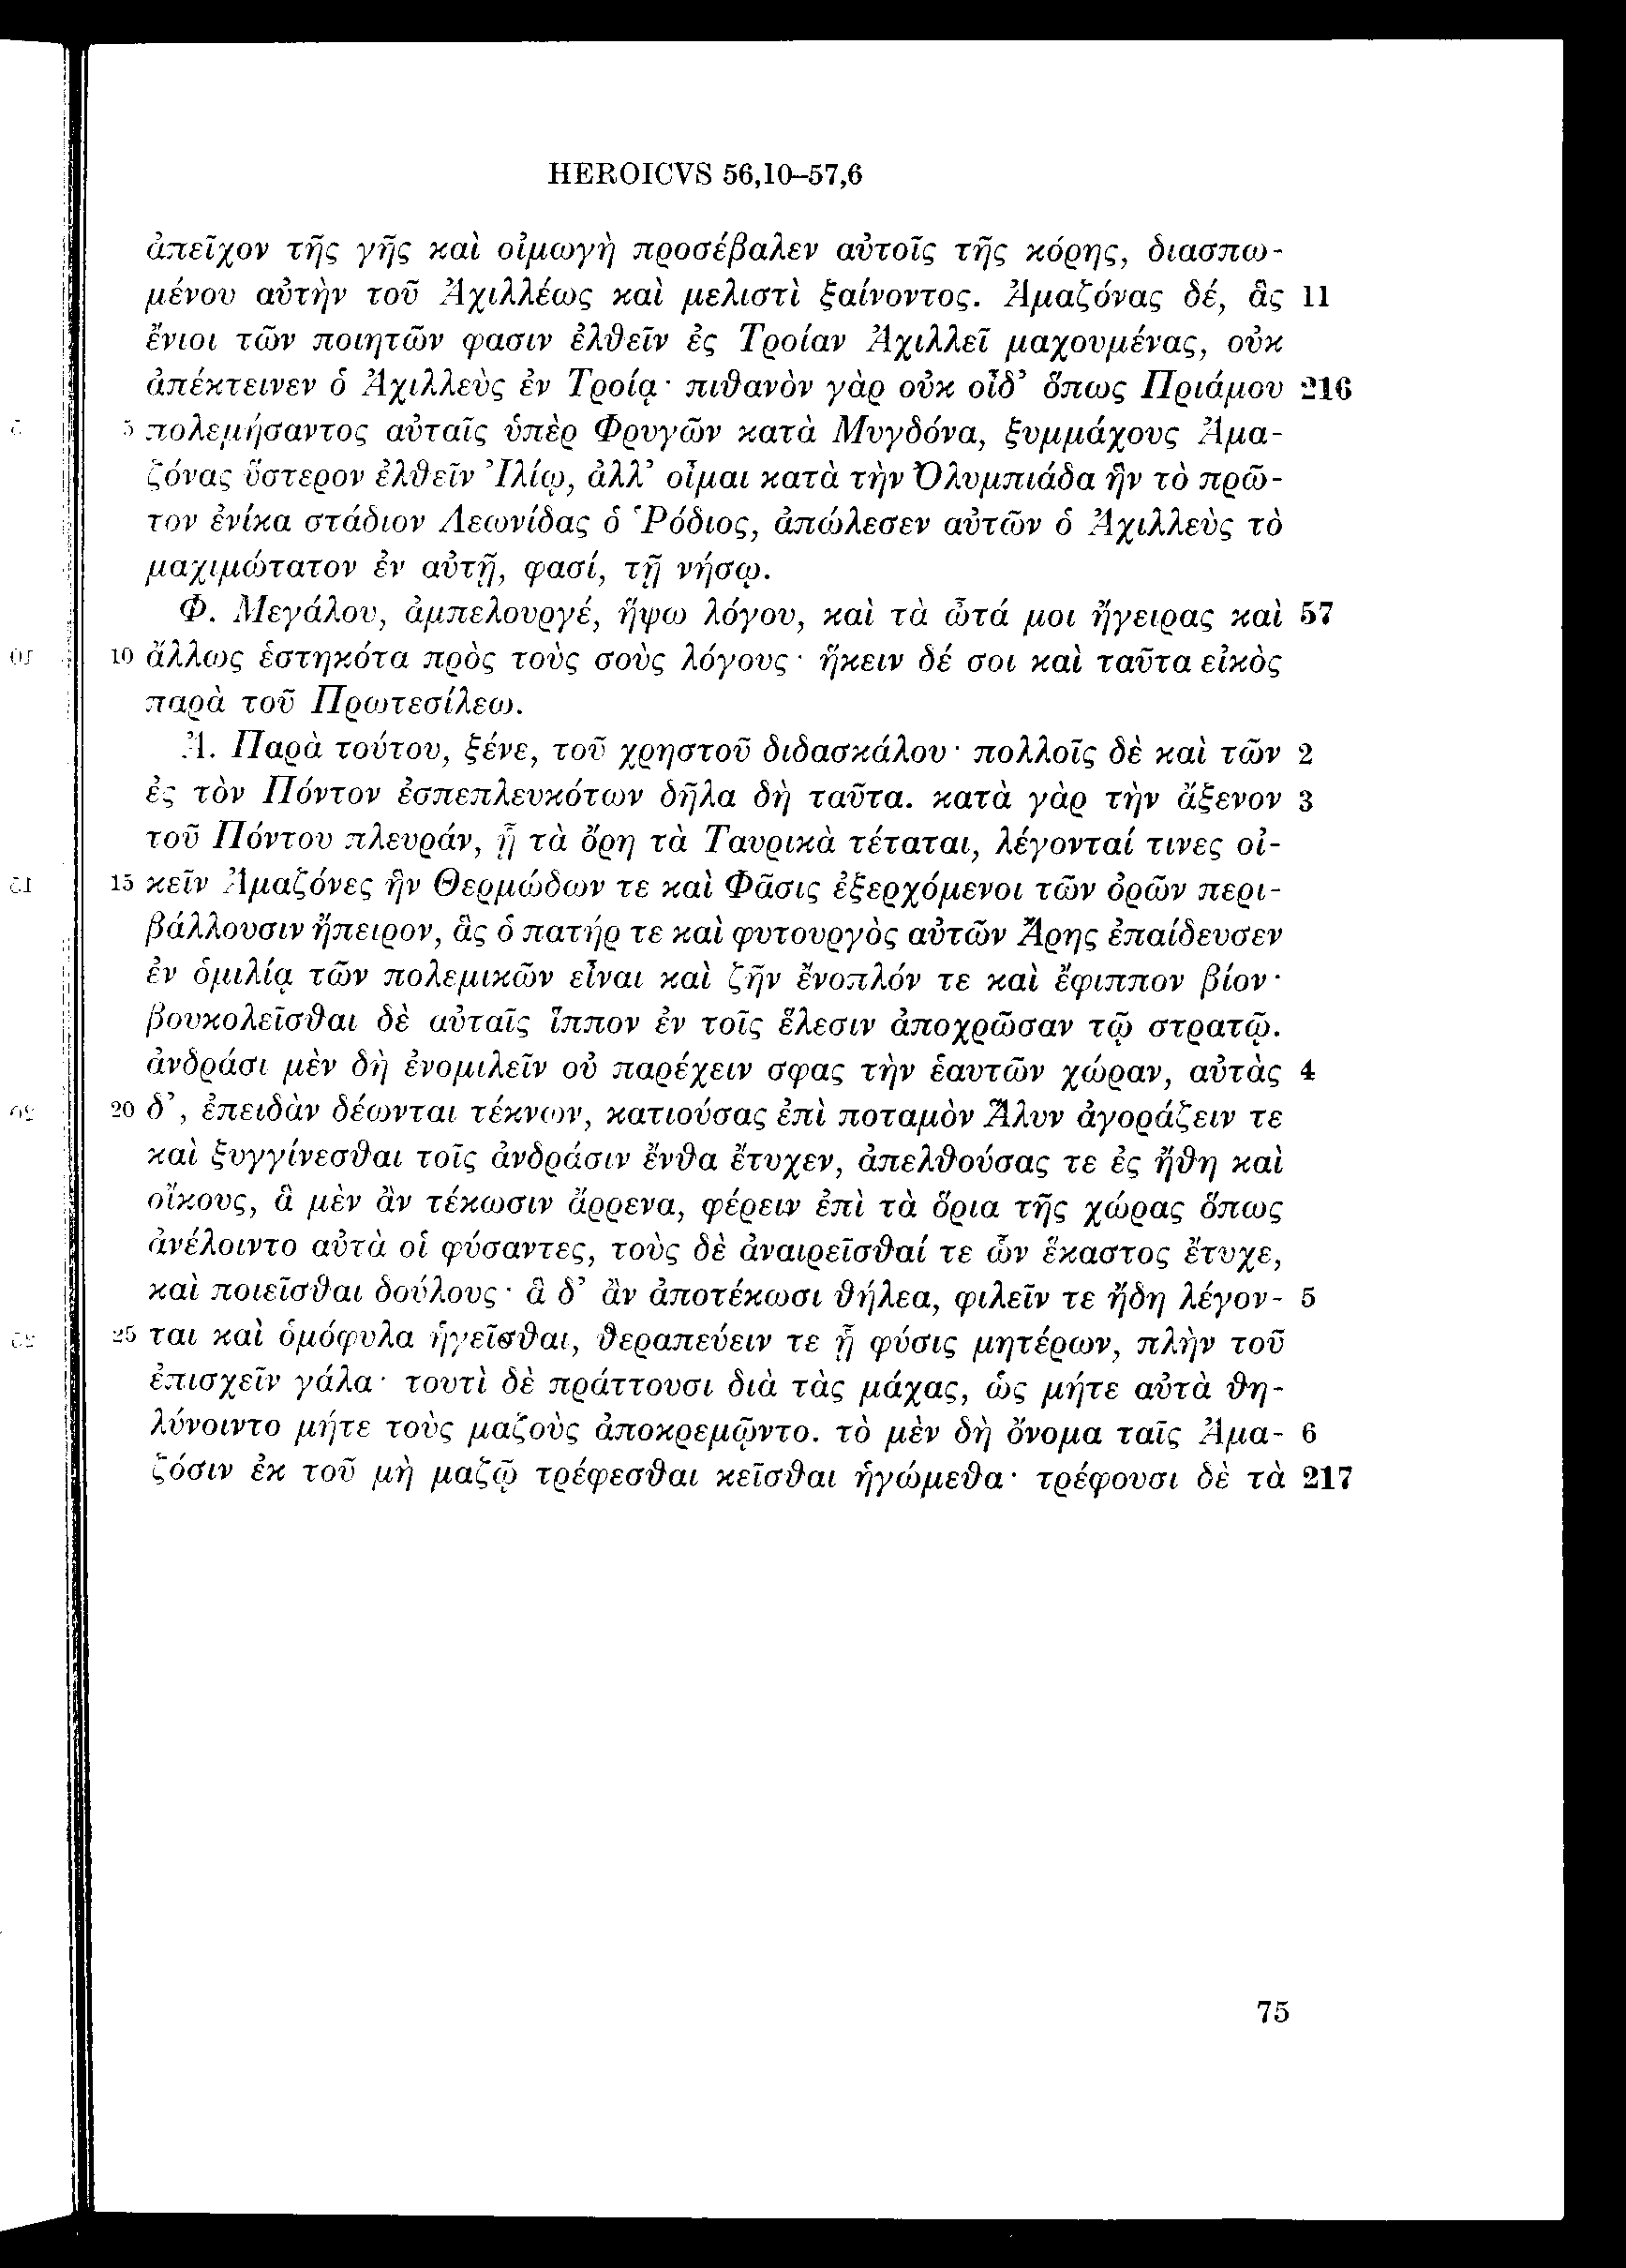 HEROICVS 56,10–57,6
ἀπεῖχον τῆς γῆς καὶ οἰμωγὴ προσέβαλεν αὐτοῖς τῆς κόρης, διασπω-
μένου αὐτὴν τοῦ Ἀχιλλέως καὶ μελιστὶ ξαίνοντος. Ἀμαζόνας δέ, ἃς 11
ἔνιοι τῶν ποιητῶν φασιν ἐλθεῖν ἐς Τροίαν Ἀχιλλεῖ μαχουμένας, οὐκ
ἀπέκτεινεν ὁ Ἀχιλλεὺς ἐν Τροίᾳ· πιθανὸν γὰρ οὐκ οἶδ’ ὅπως Πριάμου 216
5 πολεμήσαντος αὐταῖς ὑπὲρ Φρυγῶν κατὰ Μυγδόνα, ξυμμάχους Ἀμα-
ζόνας ὕστερον ἐλθεῖν Ἰλίῳ, ἀλλ’ οἶμαι κατὰ τὴν Ὀλυμπιάδα ἣν τὸ πρῶ-
τον ἐνίκα στάδιον Λεωνίδας ὁ Ῥόδιος, ἀπώλεσεν αὐτῶν ὁ Ἀχιλλεὺς τὸ
μαχιμώτατον ἐν αὐτῇ, φασί, τῇ νήσῳ.
Φ. Μεγάλου, ἀμπελουργέ, ἥψω λόγου, καὶ τὰ ὦτά μοι ἤγειρας καὶ 57
10 ἄλλως ἑστηκότα πρὸς τοὺς σοὺς λόγους· ἥκειν δέ σοι καὶ ταῦτα εἰκὸς
παρὰ τοῦ Πρωτεσίλεω.
Ἀ. Παρὰ τούτου, ξένε, τοῦ χρηστοῦ διδασκάλου· πολλοῖς δὲ καὶ τῶν 2
ἐς τὸν Πόντον ἐσπεπλευκότων δῆλα δὴ ταῦτα. κατὰ γὰρ τὴν ἄξενον 3
τοῦ Πόντου πλευράν, ᾗ τὰ ὄρη τὰ Ταυρικὰ τέταται, λέγονταί τινες οἰ-
15 κεῖν Ἀμαζόνες ἣν Θερμώδων τε καὶ Φᾶσις ἐξερχόμενοι τῶν ὀρῶν περι-
βάλλουσιν ἤπειρον, ἃς ὁ πατήρ τε καὶ φυτουργὸς αὐτῶν Ἄρης ἐπαίδευσεν
ἐν ὁμιλίᾳ τῶν πολεμικῶν εἶναι καὶ ζῆν ἔνοπλόν τε καὶ ἔφιππον βίον·
βουκολεῖσθαι δὲ αὐταῖς ἵππον ἐν τοῖς ἕλεσιν ἀποχρῶσαν τῷ στρατῷ.
ἀνδράσι μὲν δὴ ἐνομιλεῖν οὐ παρέχειν σφας τὴν ἑαυτῶν χώραν, αὐτὰς 4
20 δ’, ἐπειδὰν δέωνται τέκνων, κατιούσας ἐπὶ ποταμὸν Ἅλυν ἀγοράζειν τε
καὶ ξυγγίνεσθαι τοῖς ἀνδράσιν ἔνθα ἔτυχεν, ἀπελθούσας τε ἐς ἤθη καὶ
οἴκους, ἃ μὲν ἂν τέκωσιν ἄρρενα, φέρειν ἐπὶ τὰ ὅρια τῆς χώρας ὅπως
ἀνέλοιντο αὐτὰ οἱ φύσαντες, τοὺς δὲ ἀναιρεῖσθαί τε ὧν ἕκαστος ἔτυχε,
καὶ ποιεῖσθαι δούλους· ἃ δ’ ἂν ἀποτέκωσι θήλεα, φιλεῖν τε ἤδη λέγον- 5
25 ται καὶ ὁμόφυλα ἡγεῖσθαι, θεραπεύειν τε ᾗ φύσις μητέρων, πλὴν τοῦ
ἐπισχεῖν γάλα· τουτὶ δὲ πράττουσι διὰ τὰς μάχας, ὡς μήτε αὐτὰ θη-
λύνοιντο μήτε τοὺς μαζοὺς ἀποκρεμῷντο. τὸ μὲν δὴ ὄνομα ταῖς Ἀμα- 6
ζόσιν ἐκ τοῦ μὴ μαζῷ τρέφεσθαι κεῖσθαι ἡγώμεθα· τρέφουσι δὲ τὰ 217
75